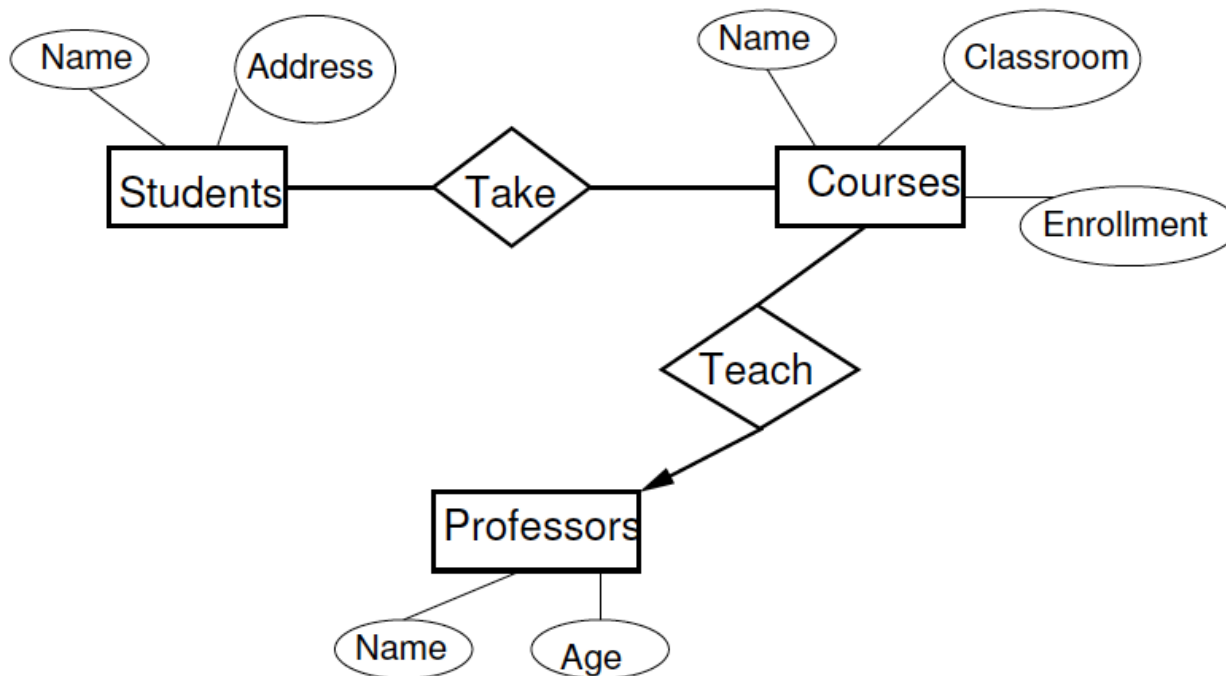 Name
Address
Name
Classroom
Students
Take
Courses
Enrollment
Teach
Professors
Name
Age